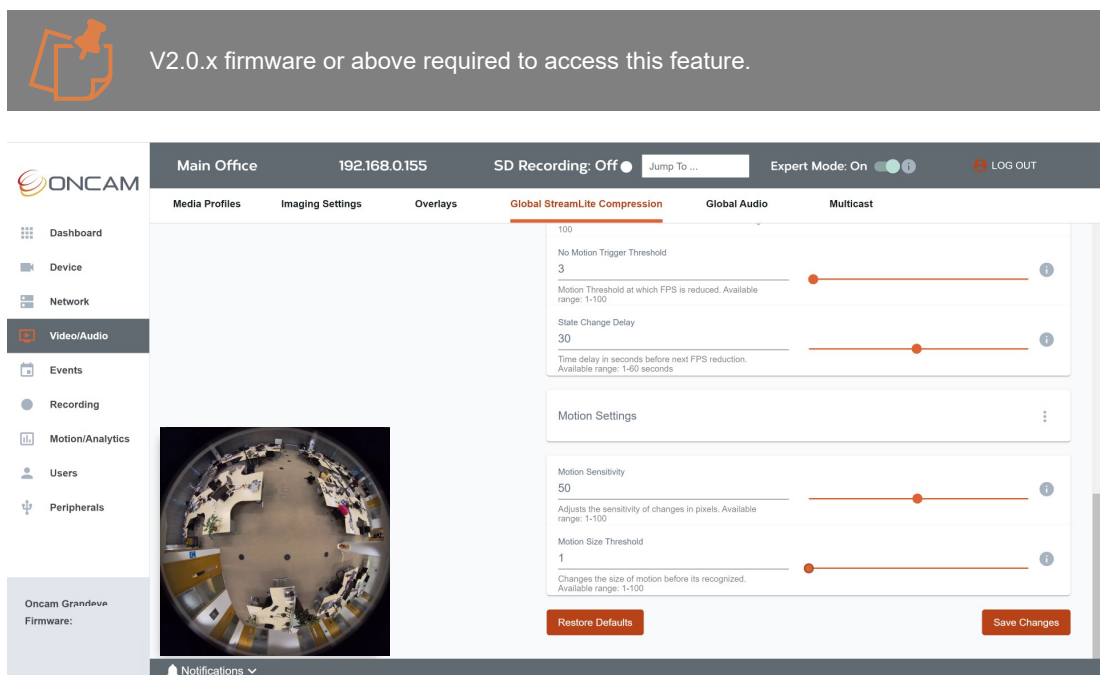 V2.0.x firmware or above required to access this feature.
ONCAM
Main Office
192.168.0.155
SD Recording: Off
Jump To ...
Expert Mode: On
LOG OUT
Media Profiles
Imaging Settings
Overlays
Global StreamLite Compression
Global Audio
Multicast
Dashboard
Device
Network
Video/Audio
Events
Recording
Motion/Analytics
Users
Peripherals
Oncam Grandeye
Firmware:
100
No Motion Trigger Threshold
3
Motion Threshold at which FPS is reduced. Available
range: 1-100
State Change Delay
30
Time delay in seconds before next FPS reduction.
Available range: 1-60 seconds
Motion Settings
Motion Sensitivity
50
Adjusts the sensitivity of changes in pixels. Available
range: 1-100
Motion Size Threshold
1
Changes the size of motion before its recognized.
Available range: 1-100
Restore Defaults
Save Changes
Notifications